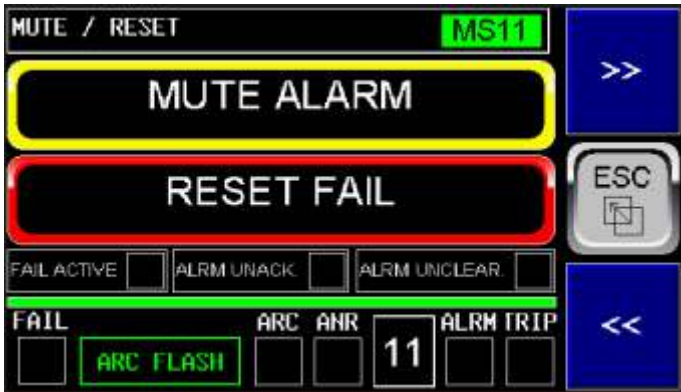 MUTE / RESET MS11
>>
MUTE ALARM
RESET FAIL
ESC
FAIL ACTIVE ALRM UNACK. ALRM UNCLEAR.
FAIL ARC ANR ALRM TRIP
ARC FLASH 11
<<